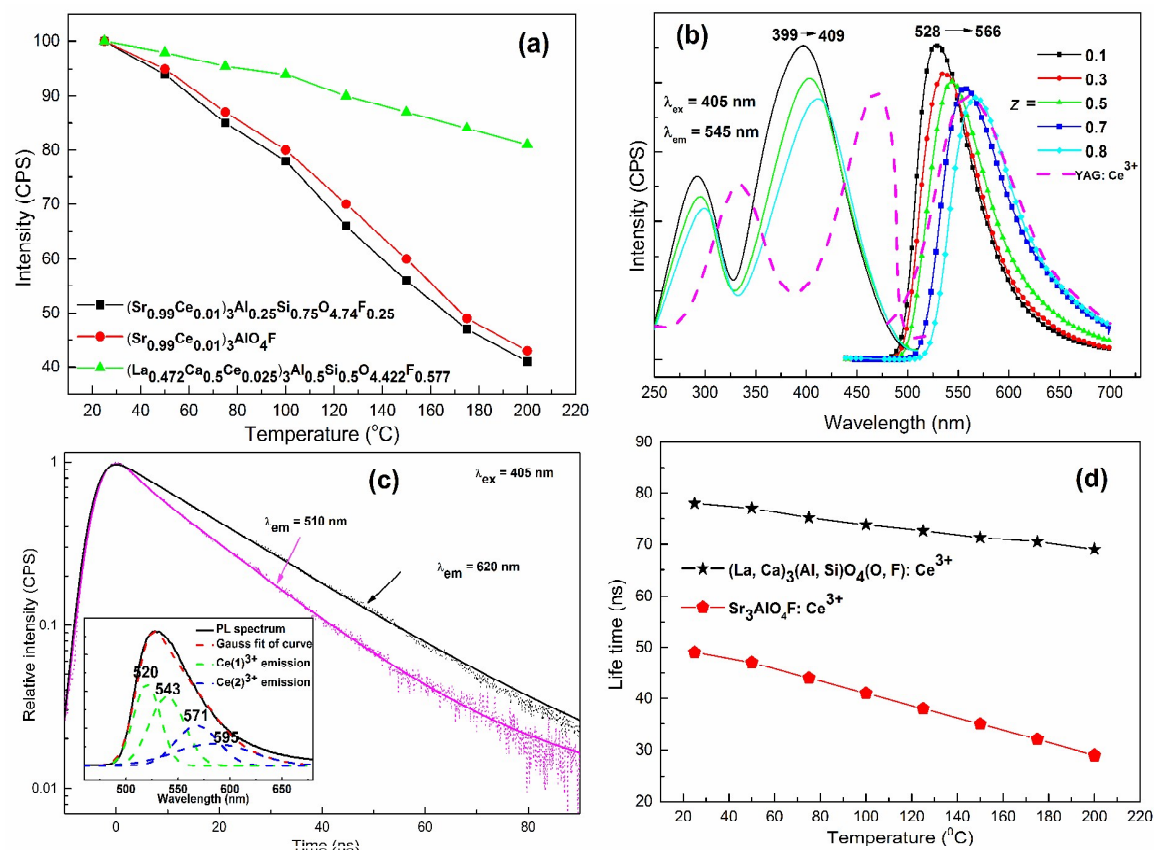 (a)
100
90
80
70
60
50
40
Intensity (CPS)
(Sr0.99Ce0.01)3Al0.25Si0.75O4.74F0.25
(Sr0.99Ce0.01)3AlO4F
(La0.472Ca0.5Ce0.025)3Al0.5Si0.5O4.422F0.577
20 40 60 80 100 120 140 160 180 200 220
Temperature (°C)
(b)
399 → 409
528 → 566
λex = 405 nm
λem = 545 nm
z =
0.1
0.3
0.5
0.7
0.8
YAG: Ce3+
Intensity (CPS)
250 300 350 400 450 500 550 600 650 700
Wavelength (nm)
(c)
1
0.1
0.01
Relative intensity (CPS)
λex = 405 nm
λem = 510 nm
λem = 620 nm
PL spectrum
Gauss fit of curve
Ce(1)3+ emission
Ce(2)3+ emission
520
543
571
595
500 550 600 650
Wavelength (nm)
0 20 40 60 80
Time (ns)
(d)
90
80
70
60
50
40
30
20
Life time (ns)
(La, Ca)3(Al, Si)O4(O, F): Ce3+
Sr3AlO4F: Ce3+
20 40 60 80 100 120 140 160 180 200 220
Temperature (0C)